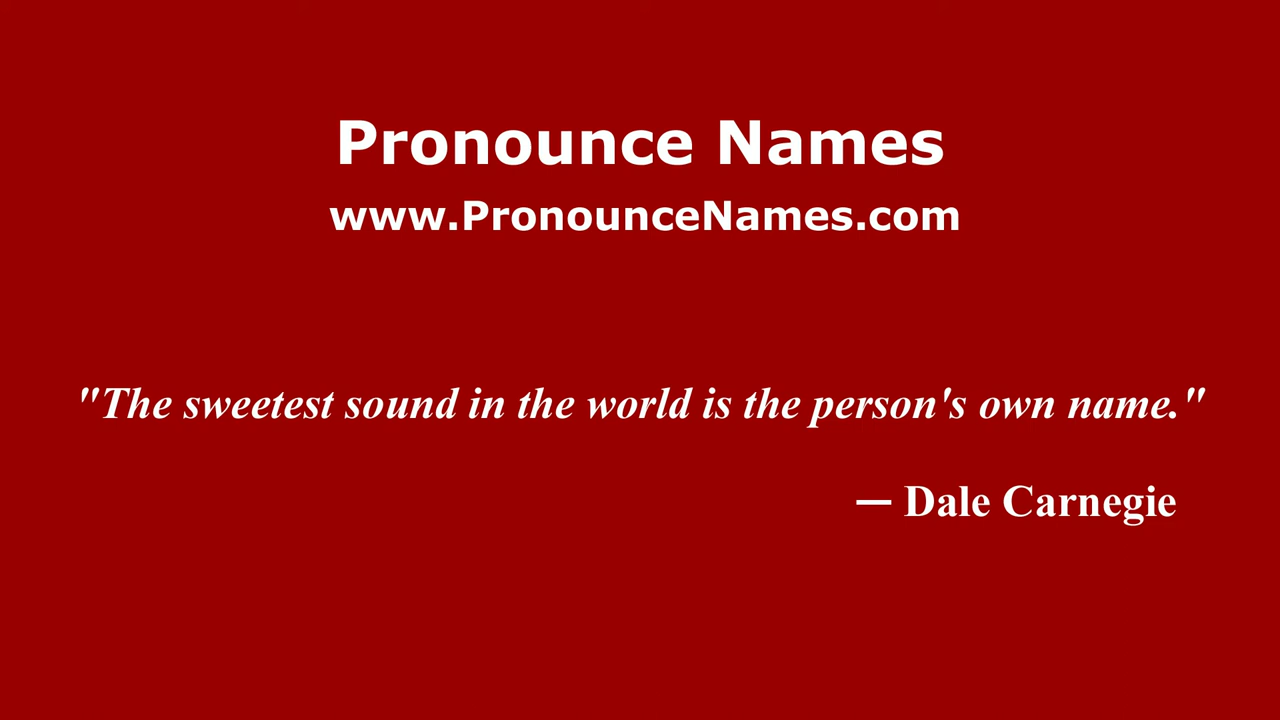 Pronounce Names
www.PronounceNames.com
"The sweetest sound in the world is the person's own name."
— Dale Carnegie